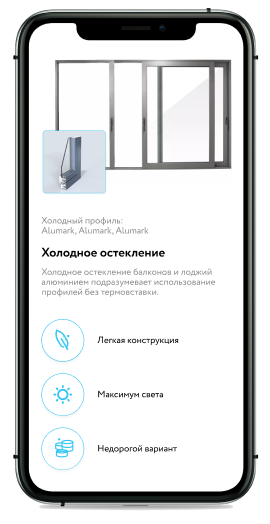 Холодный профиль:
Alumark, Alumark, Alumark
Холодное остекление
Холодное остекление балконов и лоджий
алюминием подразумевает использование
профилей без термовставки.
Легкая конструкция
Максимум света
Недорогой вариант